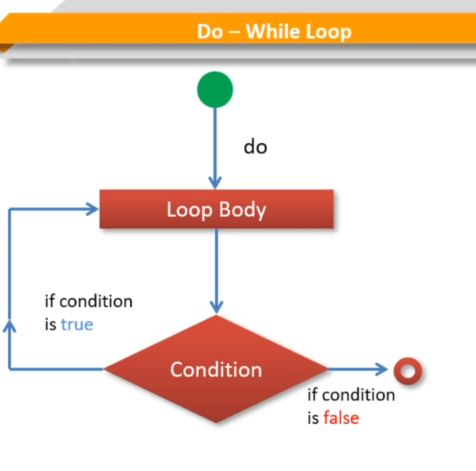 Do – While Loop
do
Loop Body
if condition
is true
Condition
if condition
is false